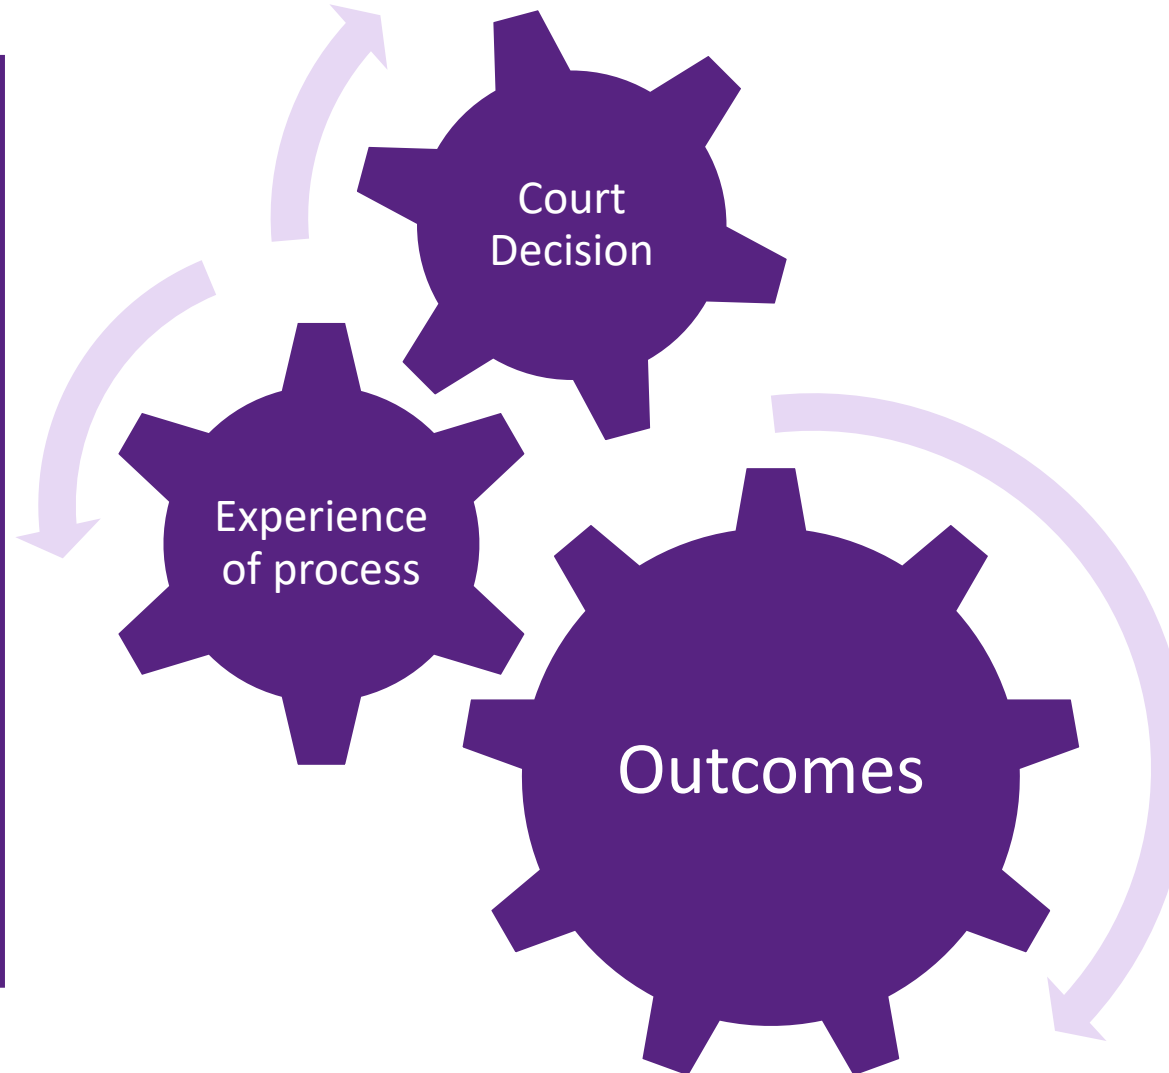 Court
Decision
Experience
of process
Outcomes